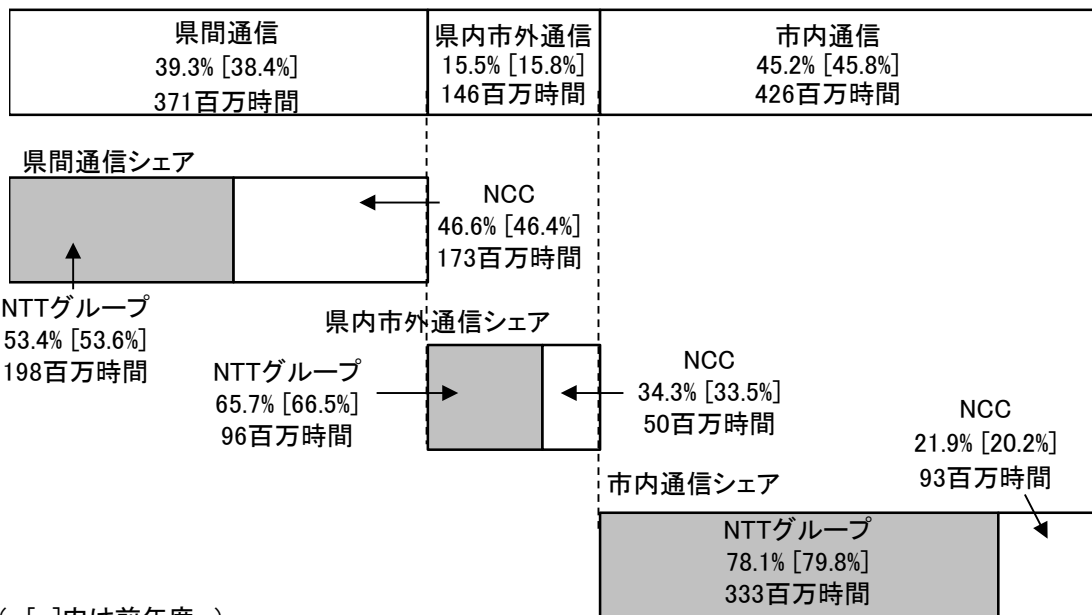 県間通信
39.3% [38.4%]
371百万時間
県内市外通信
15.5% [15.8%]
146百万時間
市内通信
45.2% [45.8%]
426百万時間
県間通信シェア
NCC
46.6% [46.4%]
173百万時間
NTTグループ
53.4% [53.6%]
198百万時間
県内市外通信シェア
NTTグループ
65.7% [66.5%]
96百万時間
NCC
34.3% [33.5%]
50百万時間
NCC
21.9% [20.2%]
93百万時間
市内通信シェア
NTTグループ
78.1% [79.8%]
333百万時間
( [ ]内は前年度 )